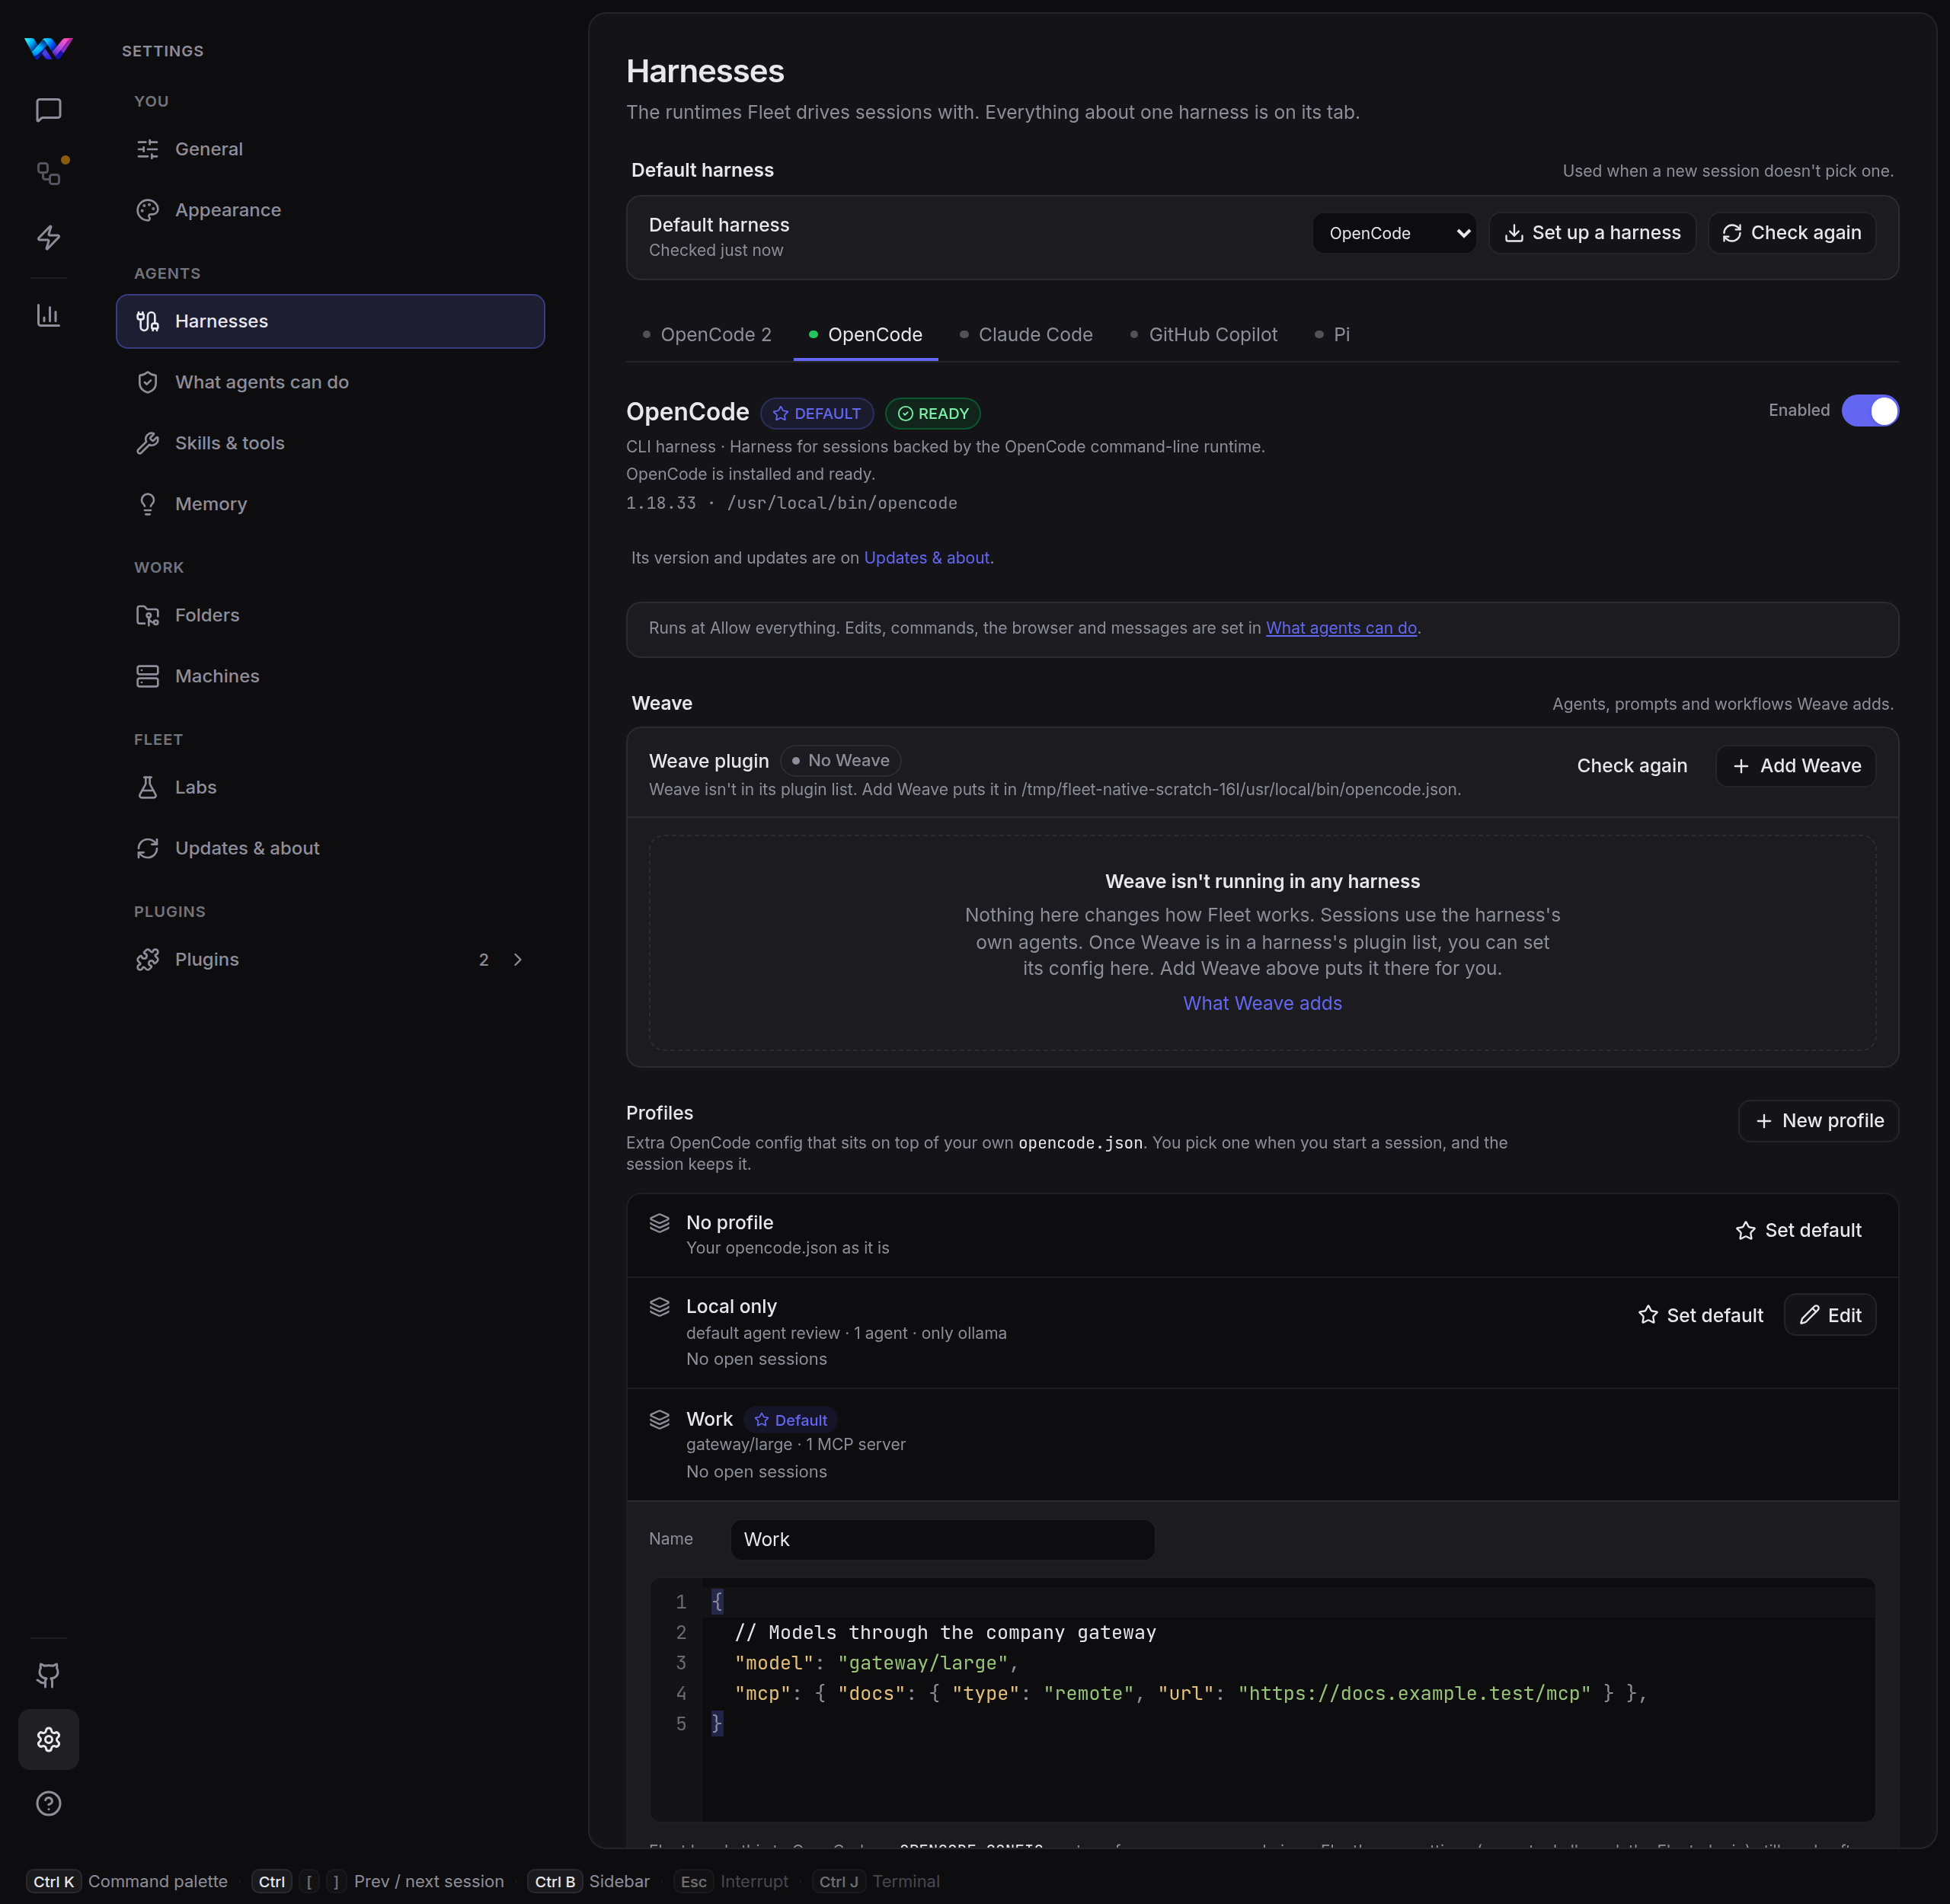 SETTINGS
YOU
General
Appearance
AGENTS
Harnesses
What agents can do
Skills & tools
Memory
WORK
Folders
Machines
FLEET
Labs
Updates & about
PLUGINS
Plugins 2
Harnesses
The runtimes Fleet drives sessions with. Everything about one harness is on its tab.
Default harness Used when a new session doesn't pick one.
Default harness
Checked just now
OpenCode Set up a harness Check again
OpenCode 2 OpenCode Claude Code GitHub Copilot Pi
OpenCode DEFAULT READY Enabled
CLI harness · Harness for sessions backed by the OpenCode command-line runtime.
OpenCode is installed and ready.
1.18.33 · /usr/local/bin/opencode
Its version and updates are on Updates & about.
Runs at Allow everything. Edits, commands, the browser and messages are set in What agents can do.
Weave Agents, prompts and workflows Weave adds.
Weave plugin No Weave Check again Add Weave
Weave isn't in its plugin list. Add Weave puts it in /tmp/fleet-native-scratch-16l/usr/local/bin/opencode.json.
Weave isn't running in any harness
Nothing here changes how Fleet works. Sessions use the harness's
own agents. Once Weave is in a harness's plugin list, you can set
its config here. Add Weave above puts it there for you.
What Weave adds
Profiles New profile
Extra OpenCode config that sits on top of your own opencode.json. You pick one when you start a session, and the
session keeps it.
No profile Set default
Your opencode.json as it is
Local only Set default Edit
default agent review · 1 agent · only ollama
No open sessions
Work Default
gateway/large · 1 MCP server
No open sessions
Name Work
1 {
2 // Models through the company gateway
3 "model": "gateway/large",
4 "mcp": { "docs": { "type": "remote", "url": "https://docs.example.test/mcp" } },
5 }
Ctrl K Command palette Ctrl [ ] Prev / next session Ctrl B Sidebar Esc Interrupt Ctrl J Terminal